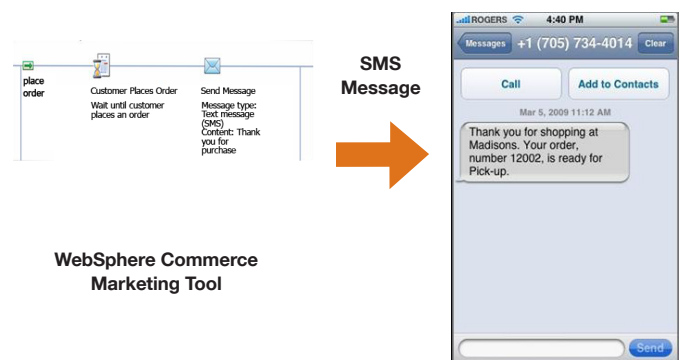 place
order
Customer Places Order
Wait until customer
places an order
Send Message
Message type:
Text message
(SMS)
Content: Thank
you for
purchase
WebSphere Commerce
Marketing Tool
SMS
Message
ROGERS 4:40 PM
Messages +1 (705) 734-4014 Clear
Call Add to Contacts
Mar 5, 2009 11:12 AM
Thank you for shopping at
Madisons. Your order,
number 12002, is ready for
Pick-up.
Send